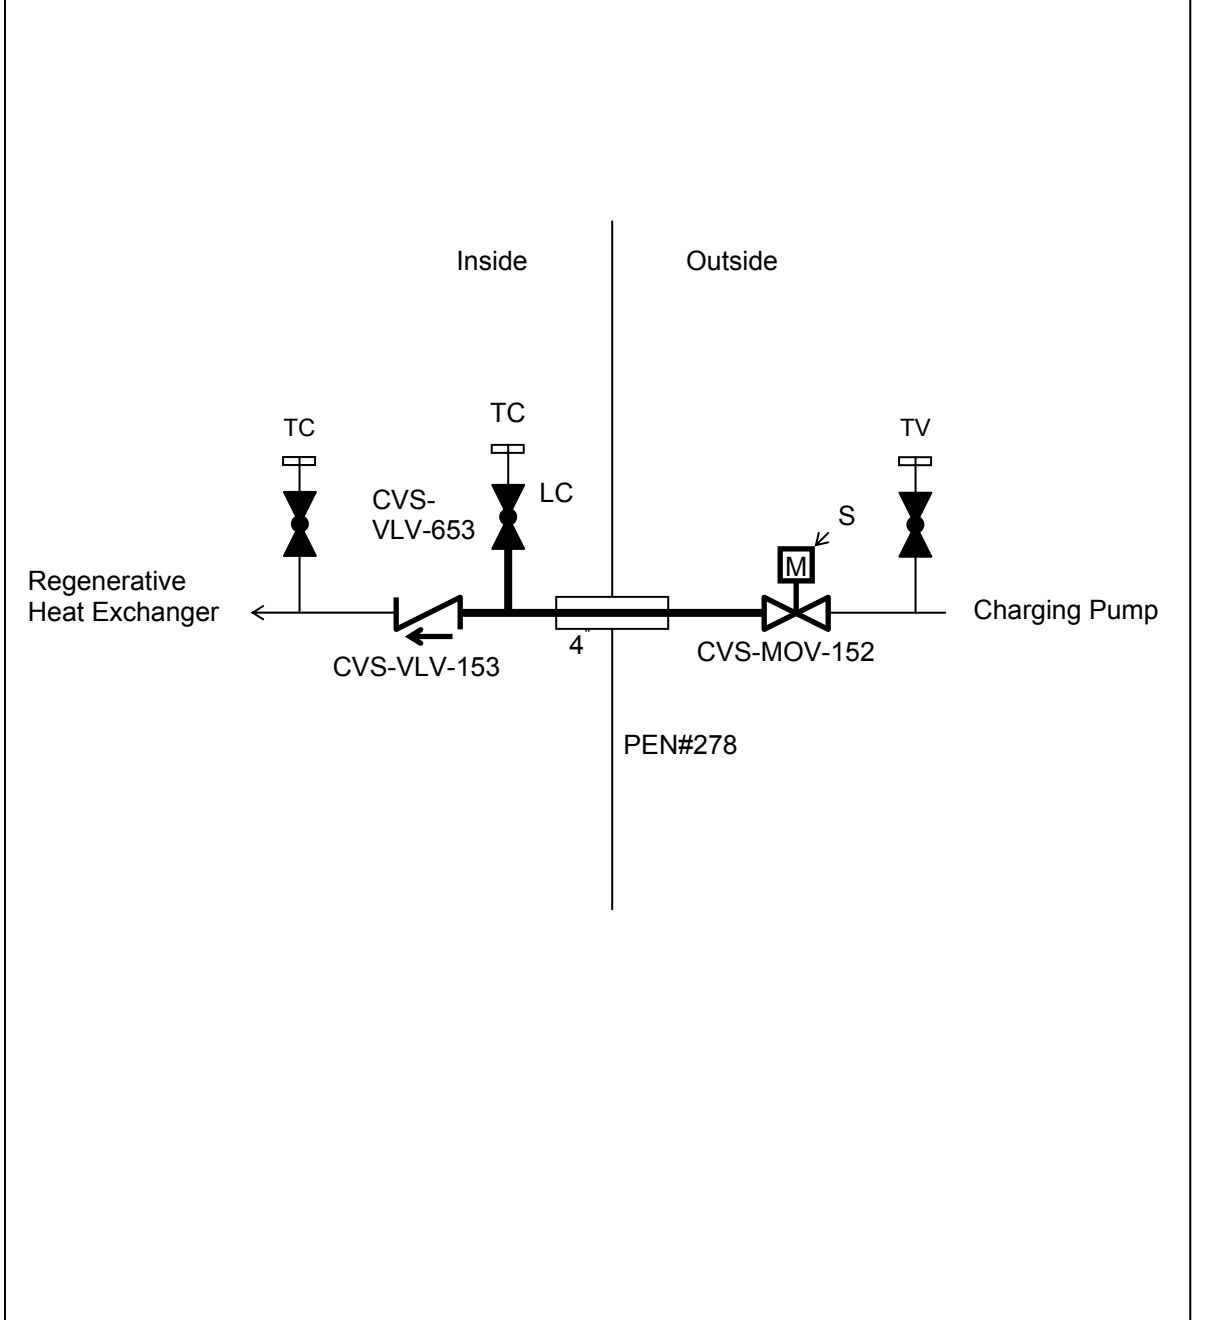 Inside
Outside
TC
TC
TV
CVS-
VLV-653
LC
S
M
Regenerative
Heat Exchanger
Charging Pump
4"
CVS-VLV-153
CVS-MOV-152
PEN#278